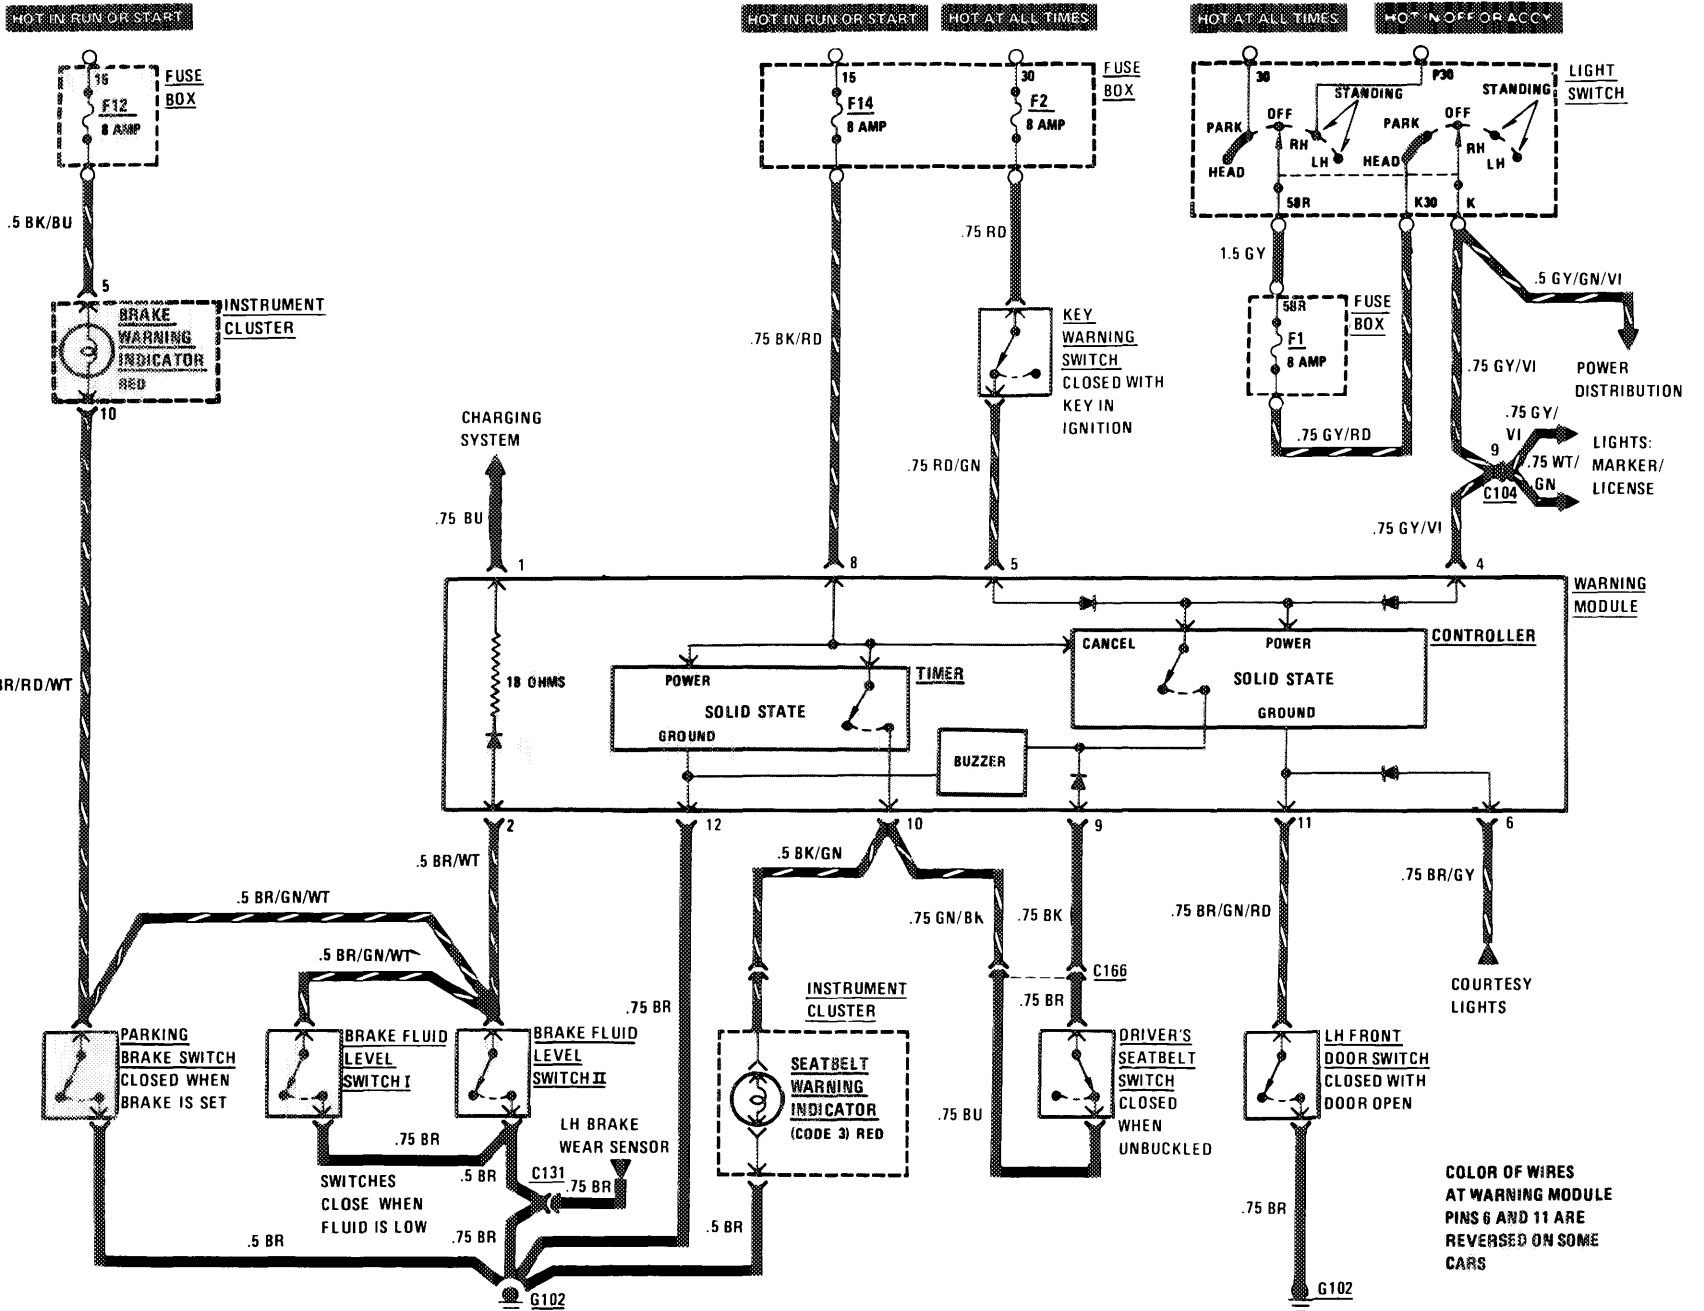 HOT IN RUN OR START
HOT IN RUN OR START
HOT AT ALL TIMES
HOT AT ALL TIMES
HOT IN OFF OR ACCY
15
F12
8 AMP
FUSE
BOX
15
F14
8 AMP
30
F2
8 AMP
FUSE
BOX
30
P30
STANDING
STANDING
OFF
OFF
PARK
PARK
RH
RH
LH
LH
HEAD
HEAD
58R
K30
K
LIGHT
SWITCH
.5 BK/BU
.75 RD
1.5 GY
.5 GY/GN/VI
5
INSTRUMENT
CLUSTER
BRAKE
WARNING
INDICATOR
RED
10
.75 BK/RD
KEY
WARNING
SWITCH
CLOSED WITH
KEY IN
IGNITION
58R
F1
8 AMP
FUSE
BOX
.75 GY/VI
POWER
DISTRIBUTION
.75 GY/RD
.75 GY/
VI
9
.75 WT/
GN
C104
LIGHTS:
MARKER/
LICENSE
CHARGING
SYSTEM
.75 RD/GN
.75 BU
.75 GY/VI
1
8
5
4
WARNING
MODULE
BR/RD/WT
18 OHMS
POWER
SOLID STATE
GROUND
TIMER
CANCEL
POWER
SOLID STATE
GROUND
CONTROLLER
BUZZER
2
12
10
9
11
6
.5 BR/WT
.5 BK/GN
.75 BR/GY
.5 BR/GN/WT
.75 GN/BK
.75 BK
.75 BR/GN/RD
.5 BR/GN/WT
C166
.75 BR
COURTESY
LIGHTS
.75 BR
INSTRUMENT
CLUSTER
PARKING
BRAKE SWITCH
CLOSED WHEN
BRAKE IS SET
BRAKE FLUID
LEVEL
SWITCH I
BRAKE FLUID
LEVEL
SWITCH II
SEATBELT
WARNING
INDICATOR
(CODE 3) RED
DRIVER'S
SEATBELT
SWITCH
CLOSED
WHEN
UNBUCKLED
LH FRONT
DOOR SWITCH
CLOSED WITH
DOOR OPEN
.75 BU
LH BRAKE
WEAR SENSOR
.75 BR
.5 BR
C131
.75 BR
SWITCHES
CLOSE WHEN
FLUID IS LOW
.5 BR
.75 BR
.5 BR
.75 BR
G102
G102
COLOR OF WIRES
AT WARNING MODULE
PINS 6 AND 11 ARE
REVERSED ON SOME
CARS